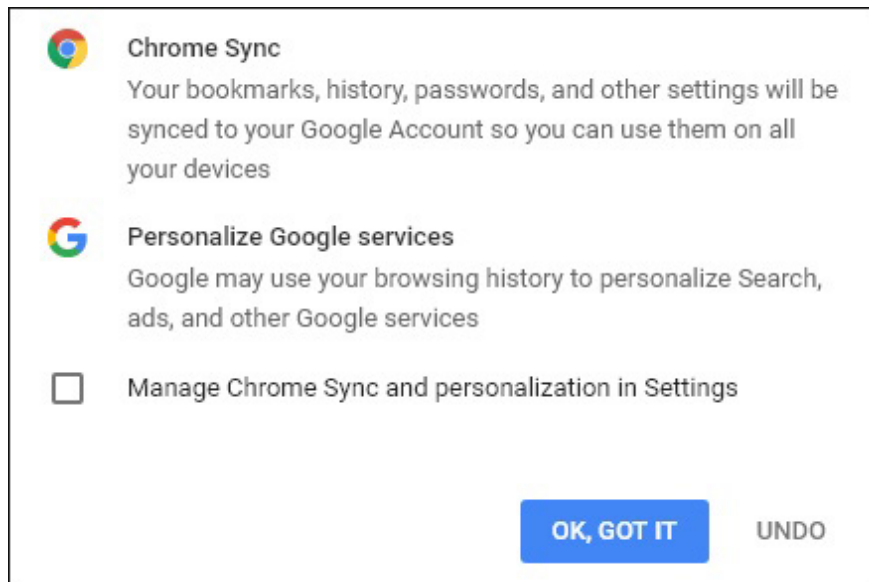 Chrome Sync
Your bookmarks, history, passwords, and other settings will be
synced to your Google Account so you can use them on all
your devices
Personalize Google services
Google may use your browsing history to personalize Search,
ads, and other Google services
Manage Chrome Sync and personalization in Settings
OK, GOT IT
UNDO